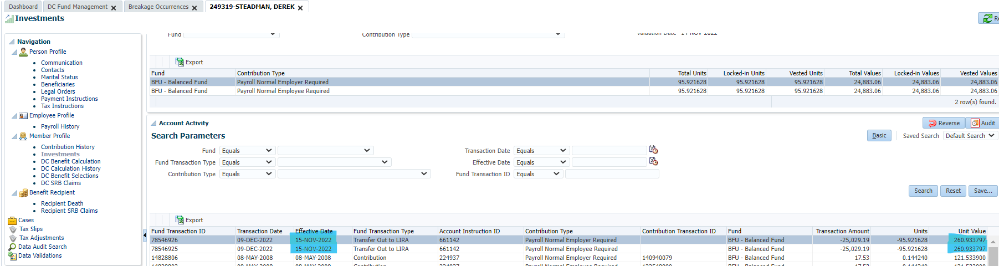 Dashboard DC Fund Management Breakage Occurrences 249319-STEADMAN, DEREK
Investments
Navigation
Person Profile
Communication
Contacts
Marital Status
Beneficiaries
Legal Orders
Payment Instructions
Tax Instructions
Employee Profile
Payroll History
Member Profile
Contribution History
Investments
DC Benefit Calculation
DC Calculation History
DC Benefit Selections
DC SRB Claims
Benefit Recipient
Recipient Death
Recipient SRB Claims
Cases
Tax Slips
Tax Adjustments
Data Audit Search
Data Validations
Fund Contribution Type Valuation Date 14-NOV-2022
Export
Fund Contribution Type Total Units Locked-in Units Vested Units Total Values Locked-in Values Vested Values
BFU - Balanced Fund Payroll Normal Employer Required 95.921628 95.921628 95.921628 24,883.06 24,883.06 24,883.06
BFU - Balanced Fund Payroll Normal Employee Required 95.921628 95.921628 95.921628 24,883.06 24,883.06 24,883.06
2 row(s) found.
Account Activity Reverse Audit
Search Parameters Basic Saved Search Default Search
Fund Equals Transaction Date Equals
Fund Transaction Type Equals Effective Date Equals
Contribution Type Equals Fund Transaction ID Equals
Search Reset Save...
Export
Fund Transaction ID Transaction Date Effective Date Fund Transaction Type Account Instruction ID Contribution Type Contribution Transaction ID Fund Transaction Amount Units Unit Value
78546926 09-DEC-2022 15-NOV-2022 Transfer Out to LIRA 661142 Payroll Normal Employer Required BFU - Balanced Fund -25,029.19 -95.921628 260.933797
78546925 09-DEC-2022 15-NOV-2022 Transfer Out to LIRA 661142 Payroll Normal Employee Required BFU - Balanced Fund -25,029.19 -95.921628 260.933797
14828806 08-MAY-2008 08-MAY-2008 Contribution 224937 Payroll Normal Employer Required 140940079 BFU - Balanced Fund 17.53 0.144240 121.533900